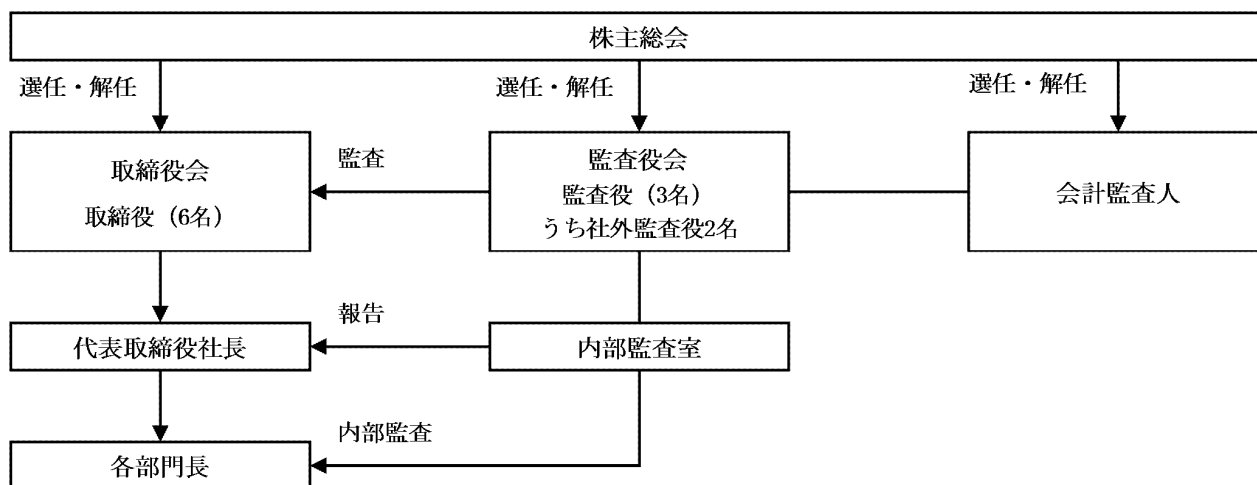 株主総会
選任・解任
選任・解任
選任・解任
取締役会
取締役（6名）
監査
監査役会
監査役（3名）
うち社外監査役2名
会計監査人
代表取締役社長
報告
内部監査室
各部門長
内部監査